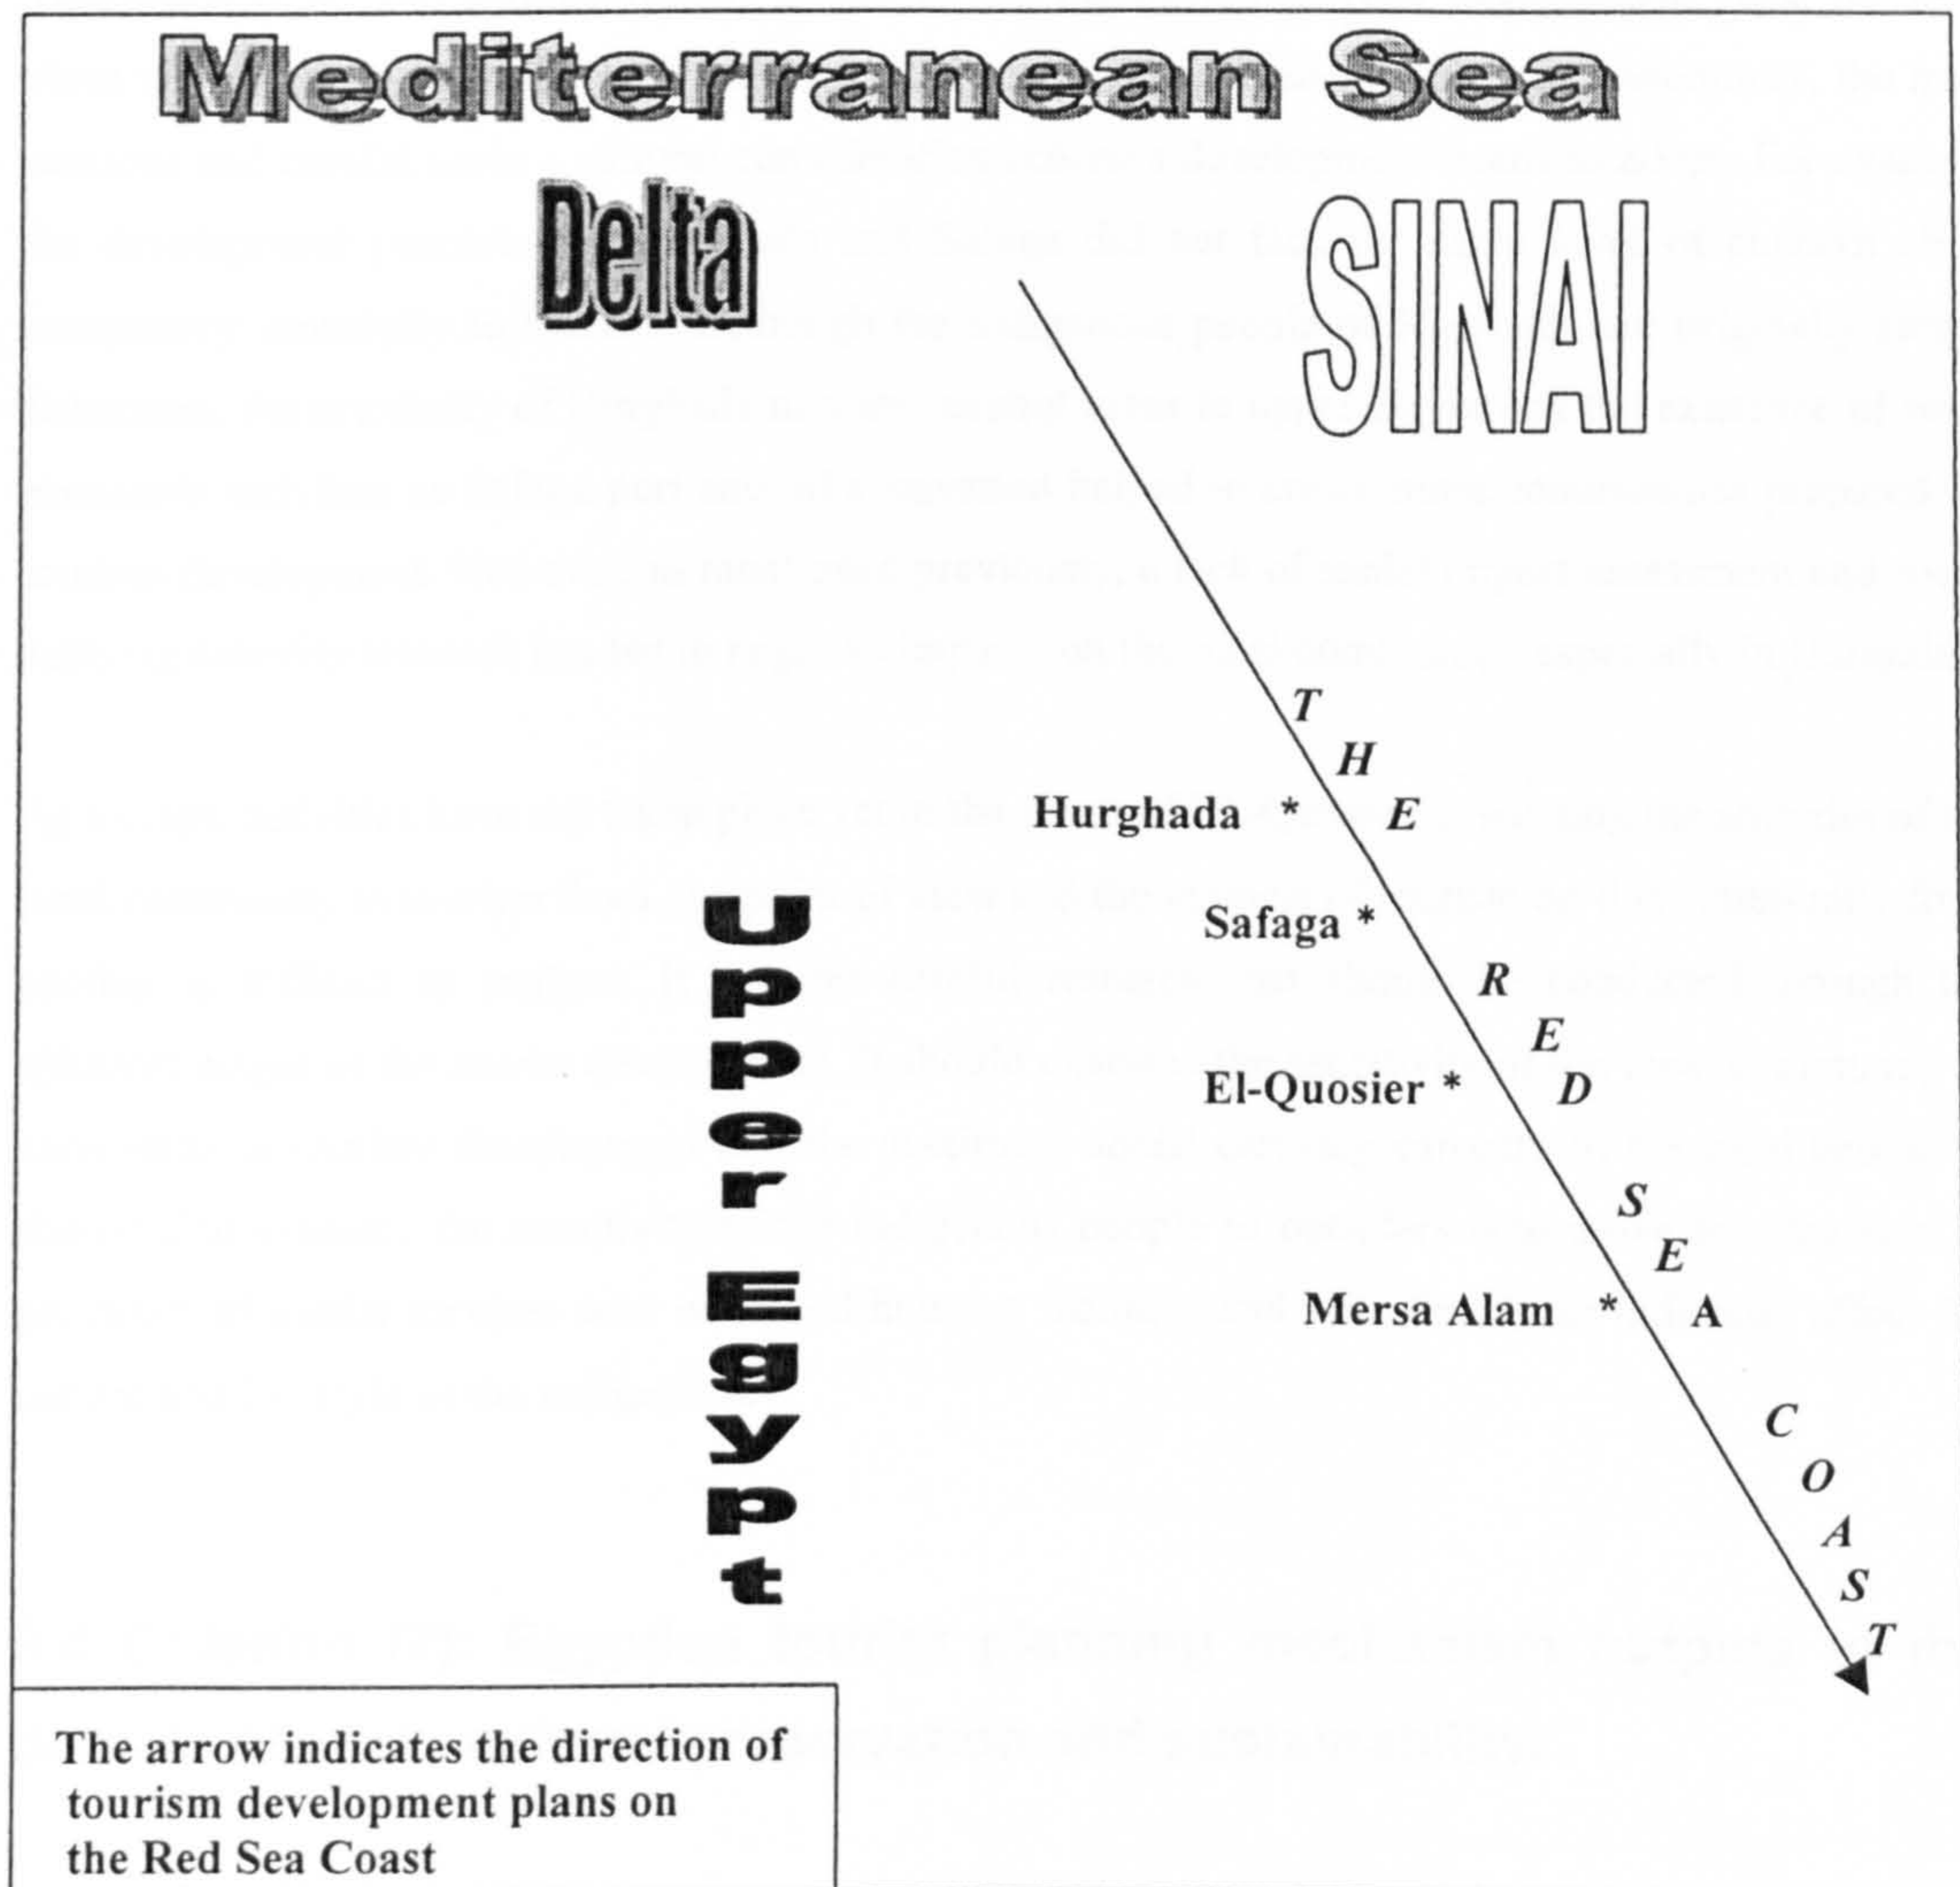 Mediterranean Sea
Delta
SINAI
THE RED SEA COAST
Hurghada *
Safaga *
El-Quosier *
Mersa Alam *
Upper Egypt
The arrow indicates the direction of
tourism development plans on
the Red Sea Coast